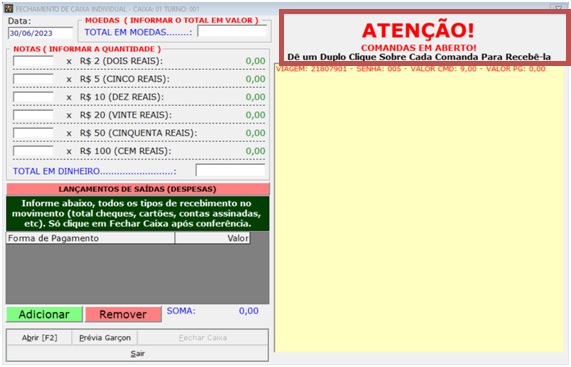 FECHAMENTO DE CAIXA INDIVIDUAL - CAIXA: 01 TURNO: 001
Data:
30/06/2023
MOEDAS ( INFORMAR O TOTAL EM VALOR )
TOTAL EM MOEDAS........:
NOTAS ( INFORMAR A QUANTIDADE )
x R$ 2 (DOIS REAIS): 0,00
x R$ 5 (CINCO REAIS): 0,00
x R$ 10 (DEZ REAIS): 0,00
x R$ 20 (VINTE REAIS): 0,00
x R$ 50 (CINQUENTA REAIS): 0,00
x R$ 100 (CEM REAIS): 0,00
TOTAL EM DINHEIRO..........................:
LANÇAMENTOS DE SAÍDAS (DESPESAS)
Informe abaixo, todos os tipos de recebimento no
movimento (total cheques, cartões, contas assinadas,
etc). Só clique em Fechar Caixa após conferência.
Forma de Pagamento Valor
Adicionar Remover SOMA: 0,00
Abrir [F2] Prévia Garçon Fechar Caixa
Sair
ATENÇÃO!
COMANDAS EM ABERTO!
Dê um Duplo Clique Sobre Cada Comanda Para Recebê-la
VIAGEM: 21807901 - SENHA: 005 - VALOR CMD: 9,00 - VALOR PG: 0,00